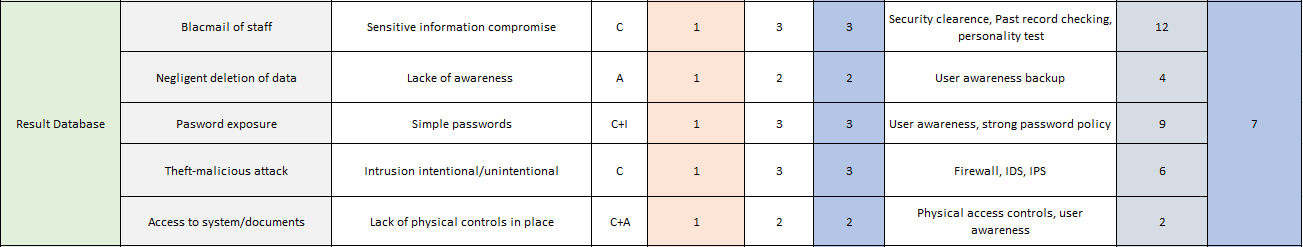 Blacmail of staff Sensitive information compromise C 1 3 3 Security clearence, Past record checking,
personality test 12
Negligent deletion of data Lacke of awareness A 1 2 2 User awareness backup 4
Result Database Pasword exposure Simple passwords C+I 1 3 3 User awareness, strong password policy 9 7
Theft-malicious attack Intrusion intentional/unintentional C 1 3 3 Firewall, IDS, IPS 6
Access to system/documents Lack of physical controls in place C+A 1 2 2 Physical access controls, user
awareness 2